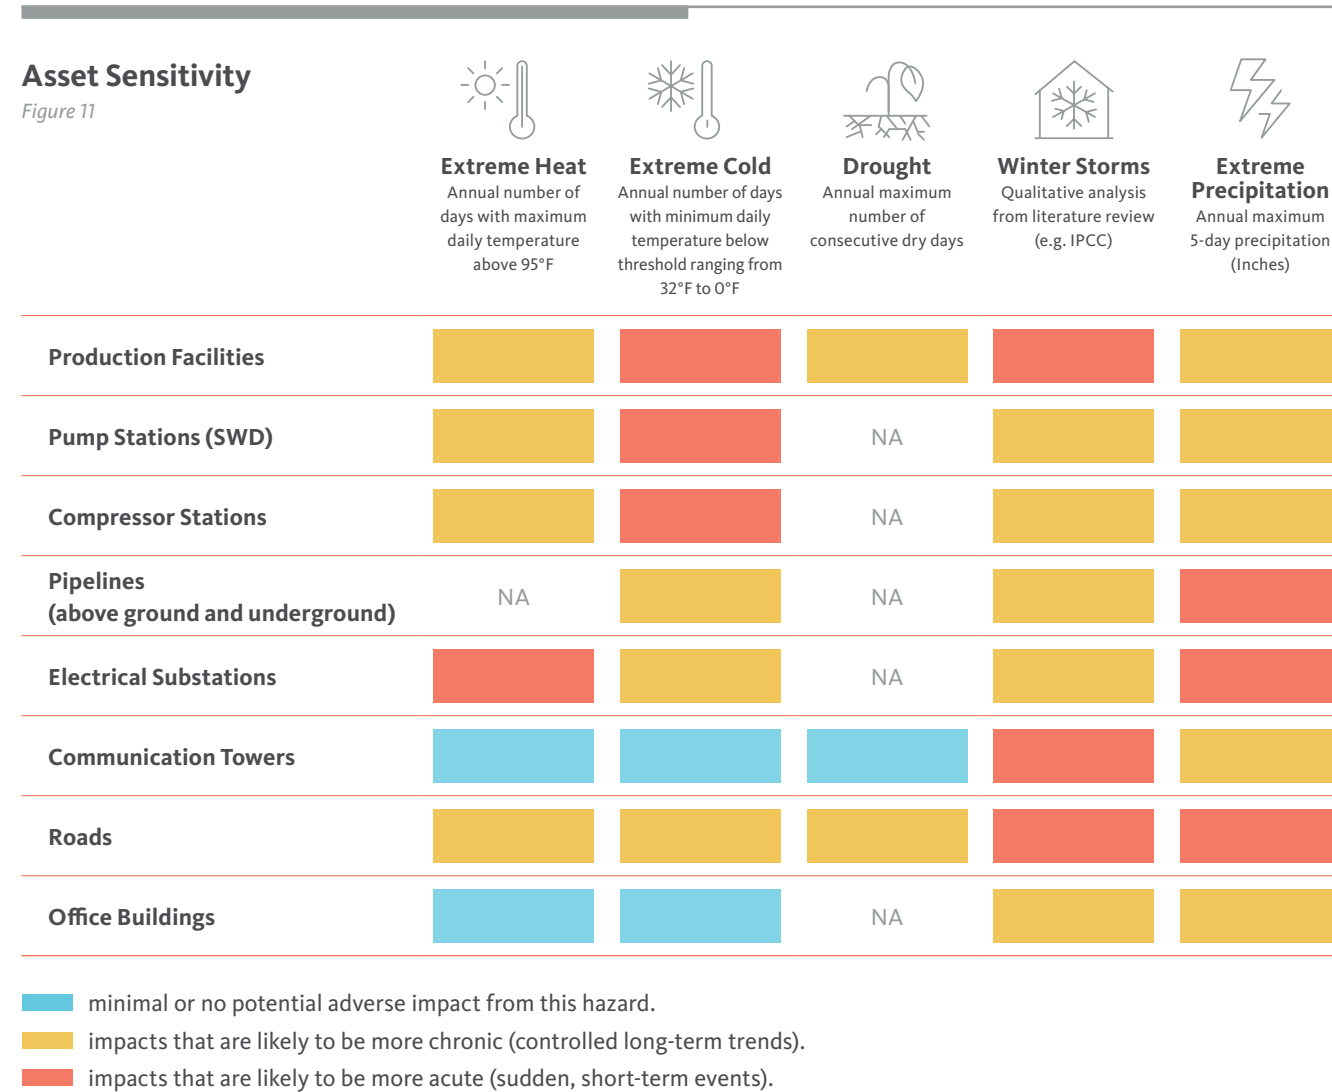 Asset Sensitivity
Figure 11
Extreme Heat
Annual number of
days with maximum
daily temperature
above 95°F
Extreme Cold
Annual number of days
with minimum daily
temperature below
threshold ranging from
32°F to 0°F
Drought
Annual maximum
number of
consecutive dry days
Winter Storms
Qualitative analysis
from literature review
(e.g. IPCC)
Extreme
Precipitation
Annual maximum
5-day precipitation
(Inches)
Production Facilities
Pump Stations (SWD)
NA
Compressor Stations
NA
Pipelines
(above ground and underground)
NA
NA
Electrical Substations
NA
Communication Towers
Roads
Office Buildings
NA
minimal or no potential adverse impact from this hazard.
impacts that are likely to be more chronic (controlled long-term trends).
impacts that are likely to be more acute (sudden, short-term events).